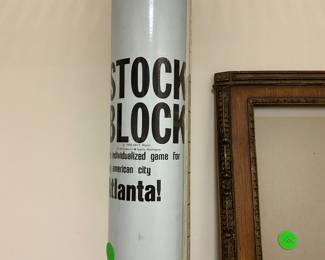 STOCK
BLOCK
individualized game for
american city
tlanta!